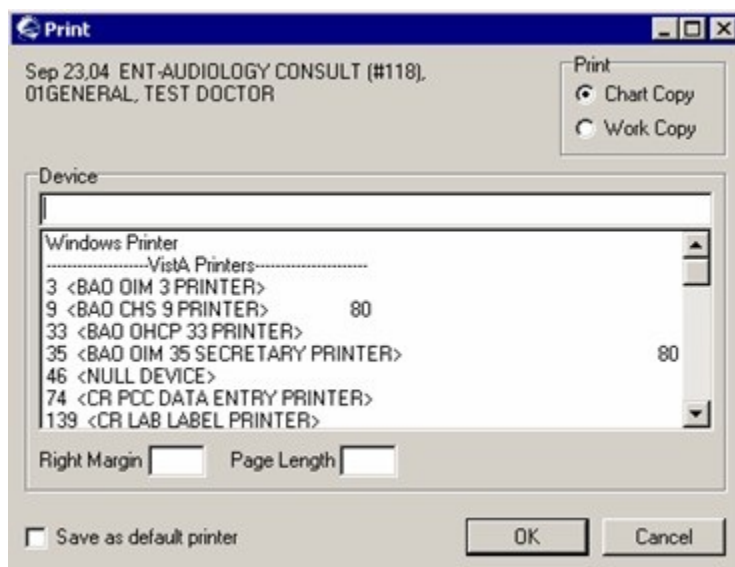 Print
Sep 23,04 ENT-AUDIOLOGY CONSULT (#118),
01GENERAL, TEST DOCTOR
Print
Chart Copy
Work Copy
Device
Windows Printer
----------------------VistA Printers------------------------
3 <BAO OIM 3 PRINTER>
9 <BAO CHS 9 PRINTER> 80
33 <BAO OHCP 33 PRINTER>
35 <BAO OIM 35 SECRETARY PRINTER> 80
46 <NULL DEVICE>
74 <CR PCC DATA ENTRY PRINTER>
139 <CR LAB LABEL PRINTER>
Right Margin Page Length
Save as default printer OK Cancel